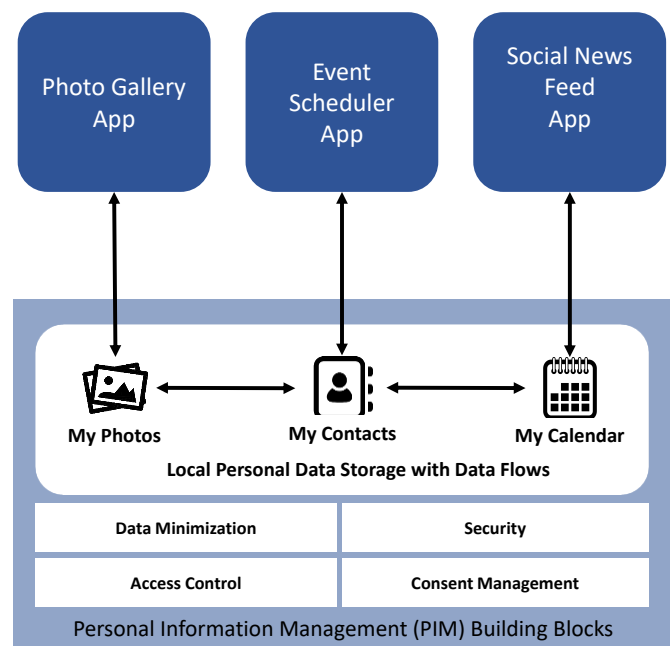 Photo Gallery
App
Event
Scheduler
App
Social News
Feed
App
My Photos
My Contacts
My Calendar
Local Personal Data Storage with Data Flows
Data Minimization
Security
Access Control
Consent Management
Personal Information Management (PIM) Building Blocks